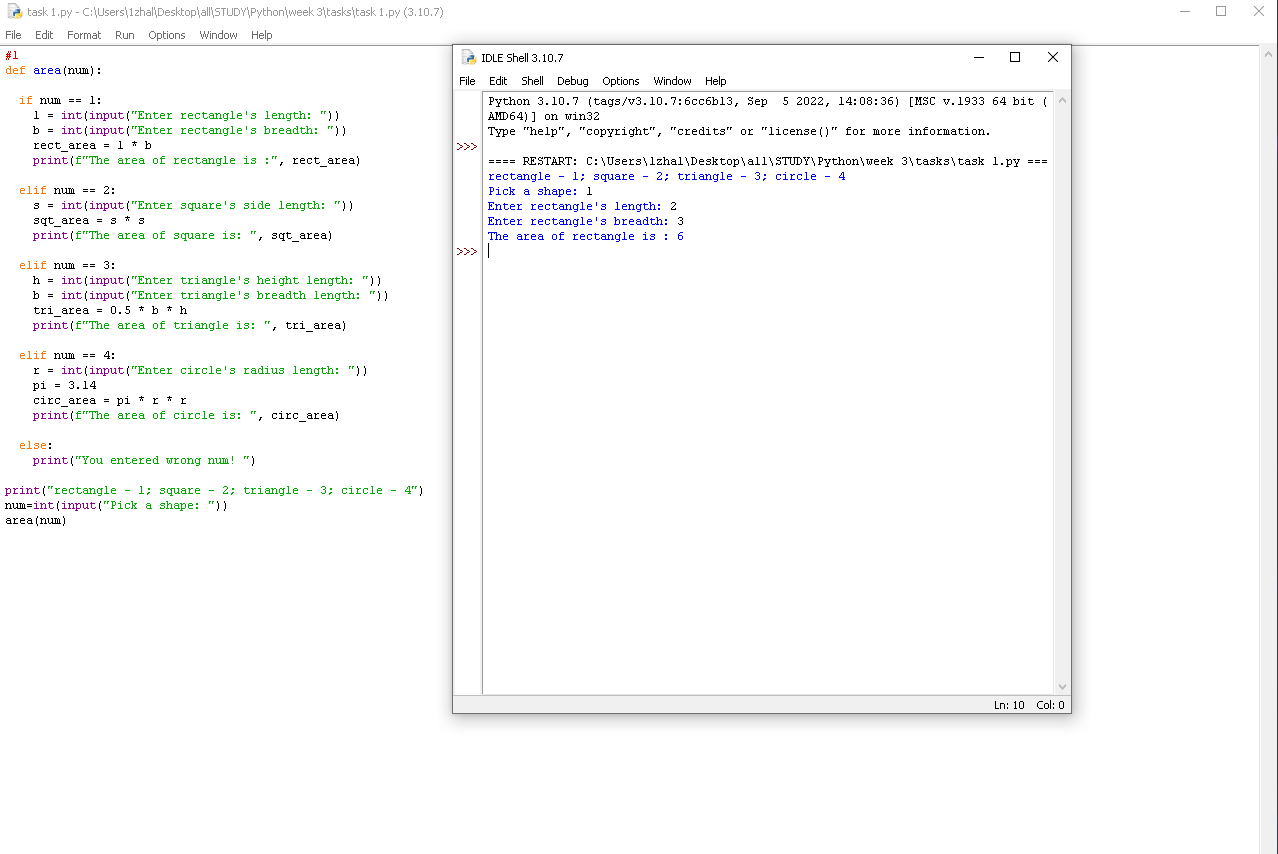 task 1.py - C:\Users\1zhal\Desktop\all\STUDY\Python\week 3\tasks\task 1.py (3.10.7)
File Edit Format Run Options Window Help
#1
def area(num):
  if num == 1:
    l = int(input("Enter rectangle's length: "))
    b = int(input("Enter rectangle's breadth: "))
    rect_area = l * b
    print(f"The area of rectangle is :", rect_area)
  elif num == 2:
    s = int(input("Enter square's side length: "))
    sqt_area = s * s
    print(f"The area of square is: ", sqt_area)
  elif num == 3:
    h = int(input("Enter triangle's height length: "))
    b = int(input("Enter triangle's breadth length: "))
    tri_area = 0.5 * b * h
    print(f"The area of triangle is: ", tri_area)
  elif num == 4:
    r = int(input("Enter circle's radius length: "))
    pi = 3.14
    circ_area = pi * r * r
    print(f"The area of circle is: ", circ_area)
  else:
    print("You entered wrong num! ")
print("rectangle - 1; square - 2; triangle - 3; circle - 4")
num=int(input("Pick a shape: "))
area(num)
IDLE Shell 3.10.7
File Edit Shell Debug Options Window Help
Python 3.10.7 (tags/v3.10.7:6cc6b13, Sep  5 2022, 14:08:36) [MSC v.1933 64 bit (
AMD64)] on win32
Type "help", "copyright", "credits" or "license()" for more information.
>>>
==== RESTART: C:\Users\1zhal\Desktop\all\STUDY\Python\week 3\tasks\task 1.py ===
rectangle - 1; square - 2; triangle - 3; circle - 4
Pick a shape: 1
Enter rectangle's length: 2
Enter rectangle's breadth: 3
The area of rectangle is : 6
>>>
Ln: 10 Col: 0